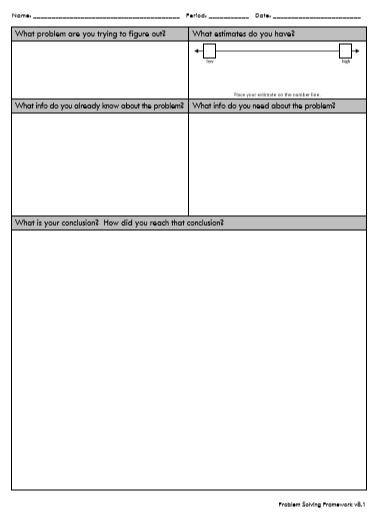 Name: ______________________________________ Period: ___________ Date: ________________________
What problem are you trying to figure out?
What estimates do you have?
low
high
Place your estimate on the number line.
What info do you already know about the problem?
What info do you need about the problem?
What is your conclusion? How did you reach that conclusion?
Problem Solving Framework v8.1